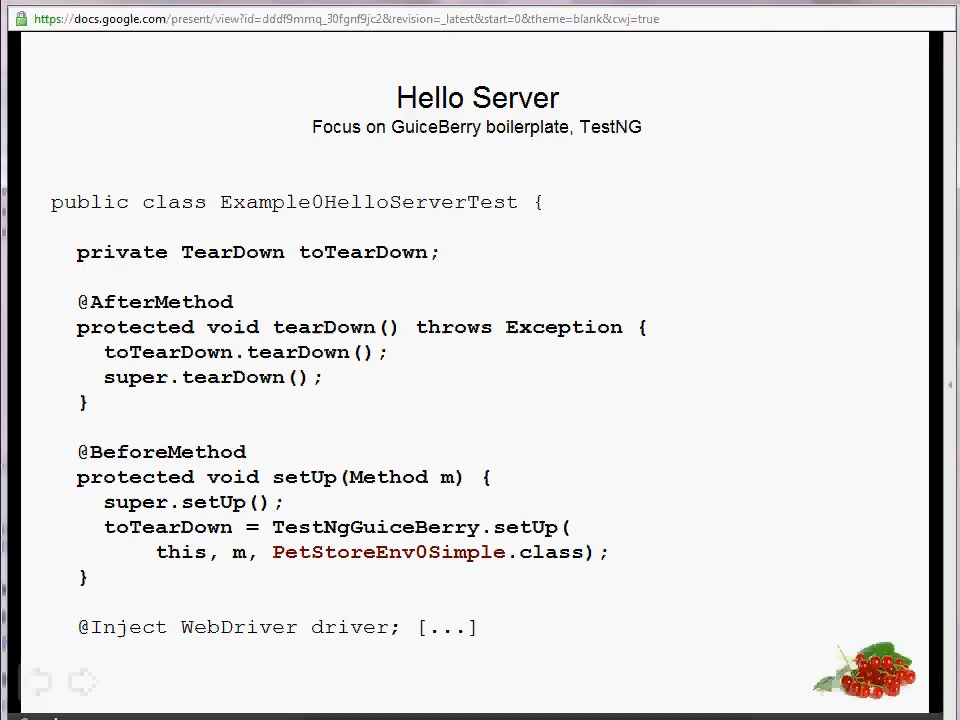 https://docs.google.com/present/view?id=dddf9mmq_30fgnf9jc2&revision=_latest&start=0&theme=blank&cwj=true
Hello Server
Focus on GuiceBerry boilerplate, TestNG
public class Example0HelloServerTest {
private TearDown toTearDown;
@AfterMethod
protected void tearDown() throws Exception {
toTearDown.tearDown();
super.tearDown();
}
@BeforeMethod
protected void setUp(Method m) {
super.setUp();
toTearDown = TestNgGuiceBerry.setUp(
this, m, PetStoreEnv0Simple.class);
}
@Inject WebDriver driver; [...]